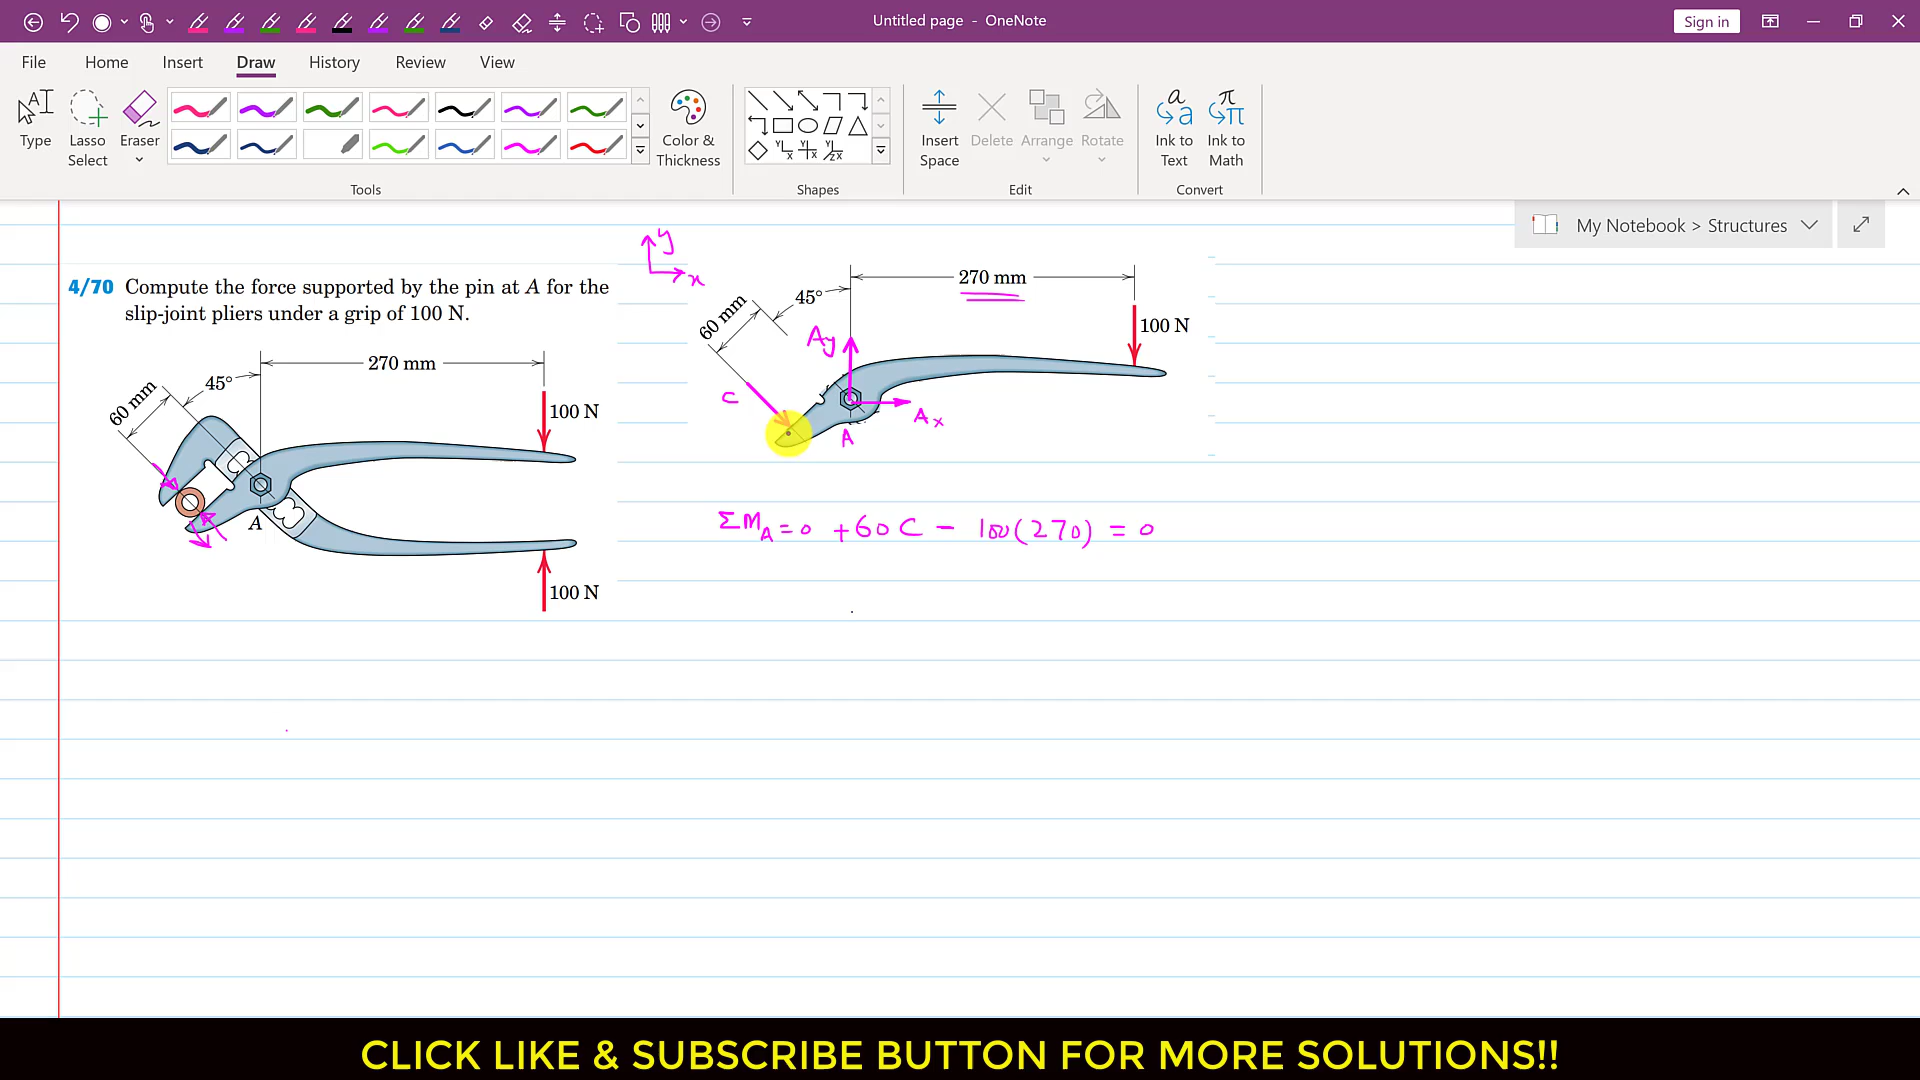 Untitled page - OneNote
Sign in
File Home Insert Draw History Review View
Type
Lasso Select
Eraser
Color & Thickness
Insert Space
Delete
Arrange
Rotate
Ink to Text
Ink to Math
Tools
Shapes
Edit
Convert
My Notebook > Structures
4/70 Compute the force supported by the pin at A for the
slip-joint pliers under a grip of 100 N.
270 mm
45°
60 mm
100 N
A
100 N
y
x
270 mm
45°
60 mm
100 N
Ay
C
Ax
A
ΣMA = 0 +60C - 100(270) = 0
CLICK LIKE & SUBSCRIBE BUTTON FOR MORE SOLUTIONS!!